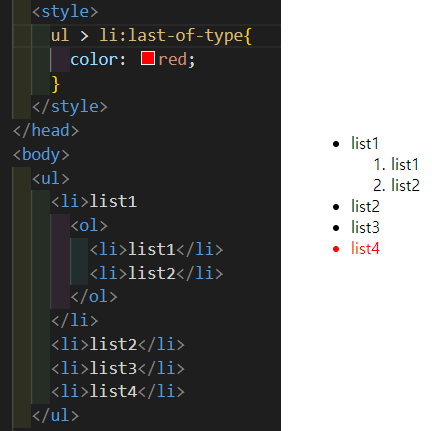 <style>
ul > li:last-of-type{
color: red;
}
</style>
</head>
<body>
<ul>
<li>list1
<ol>
<li>list1</li>
<li>list2</li>
</ol>
</li>
<li>list2</li>
<li>list3</li>
<li>list4</li>
</ul>
• list1
1. list1
2. list2
• list2
• list3
• list4